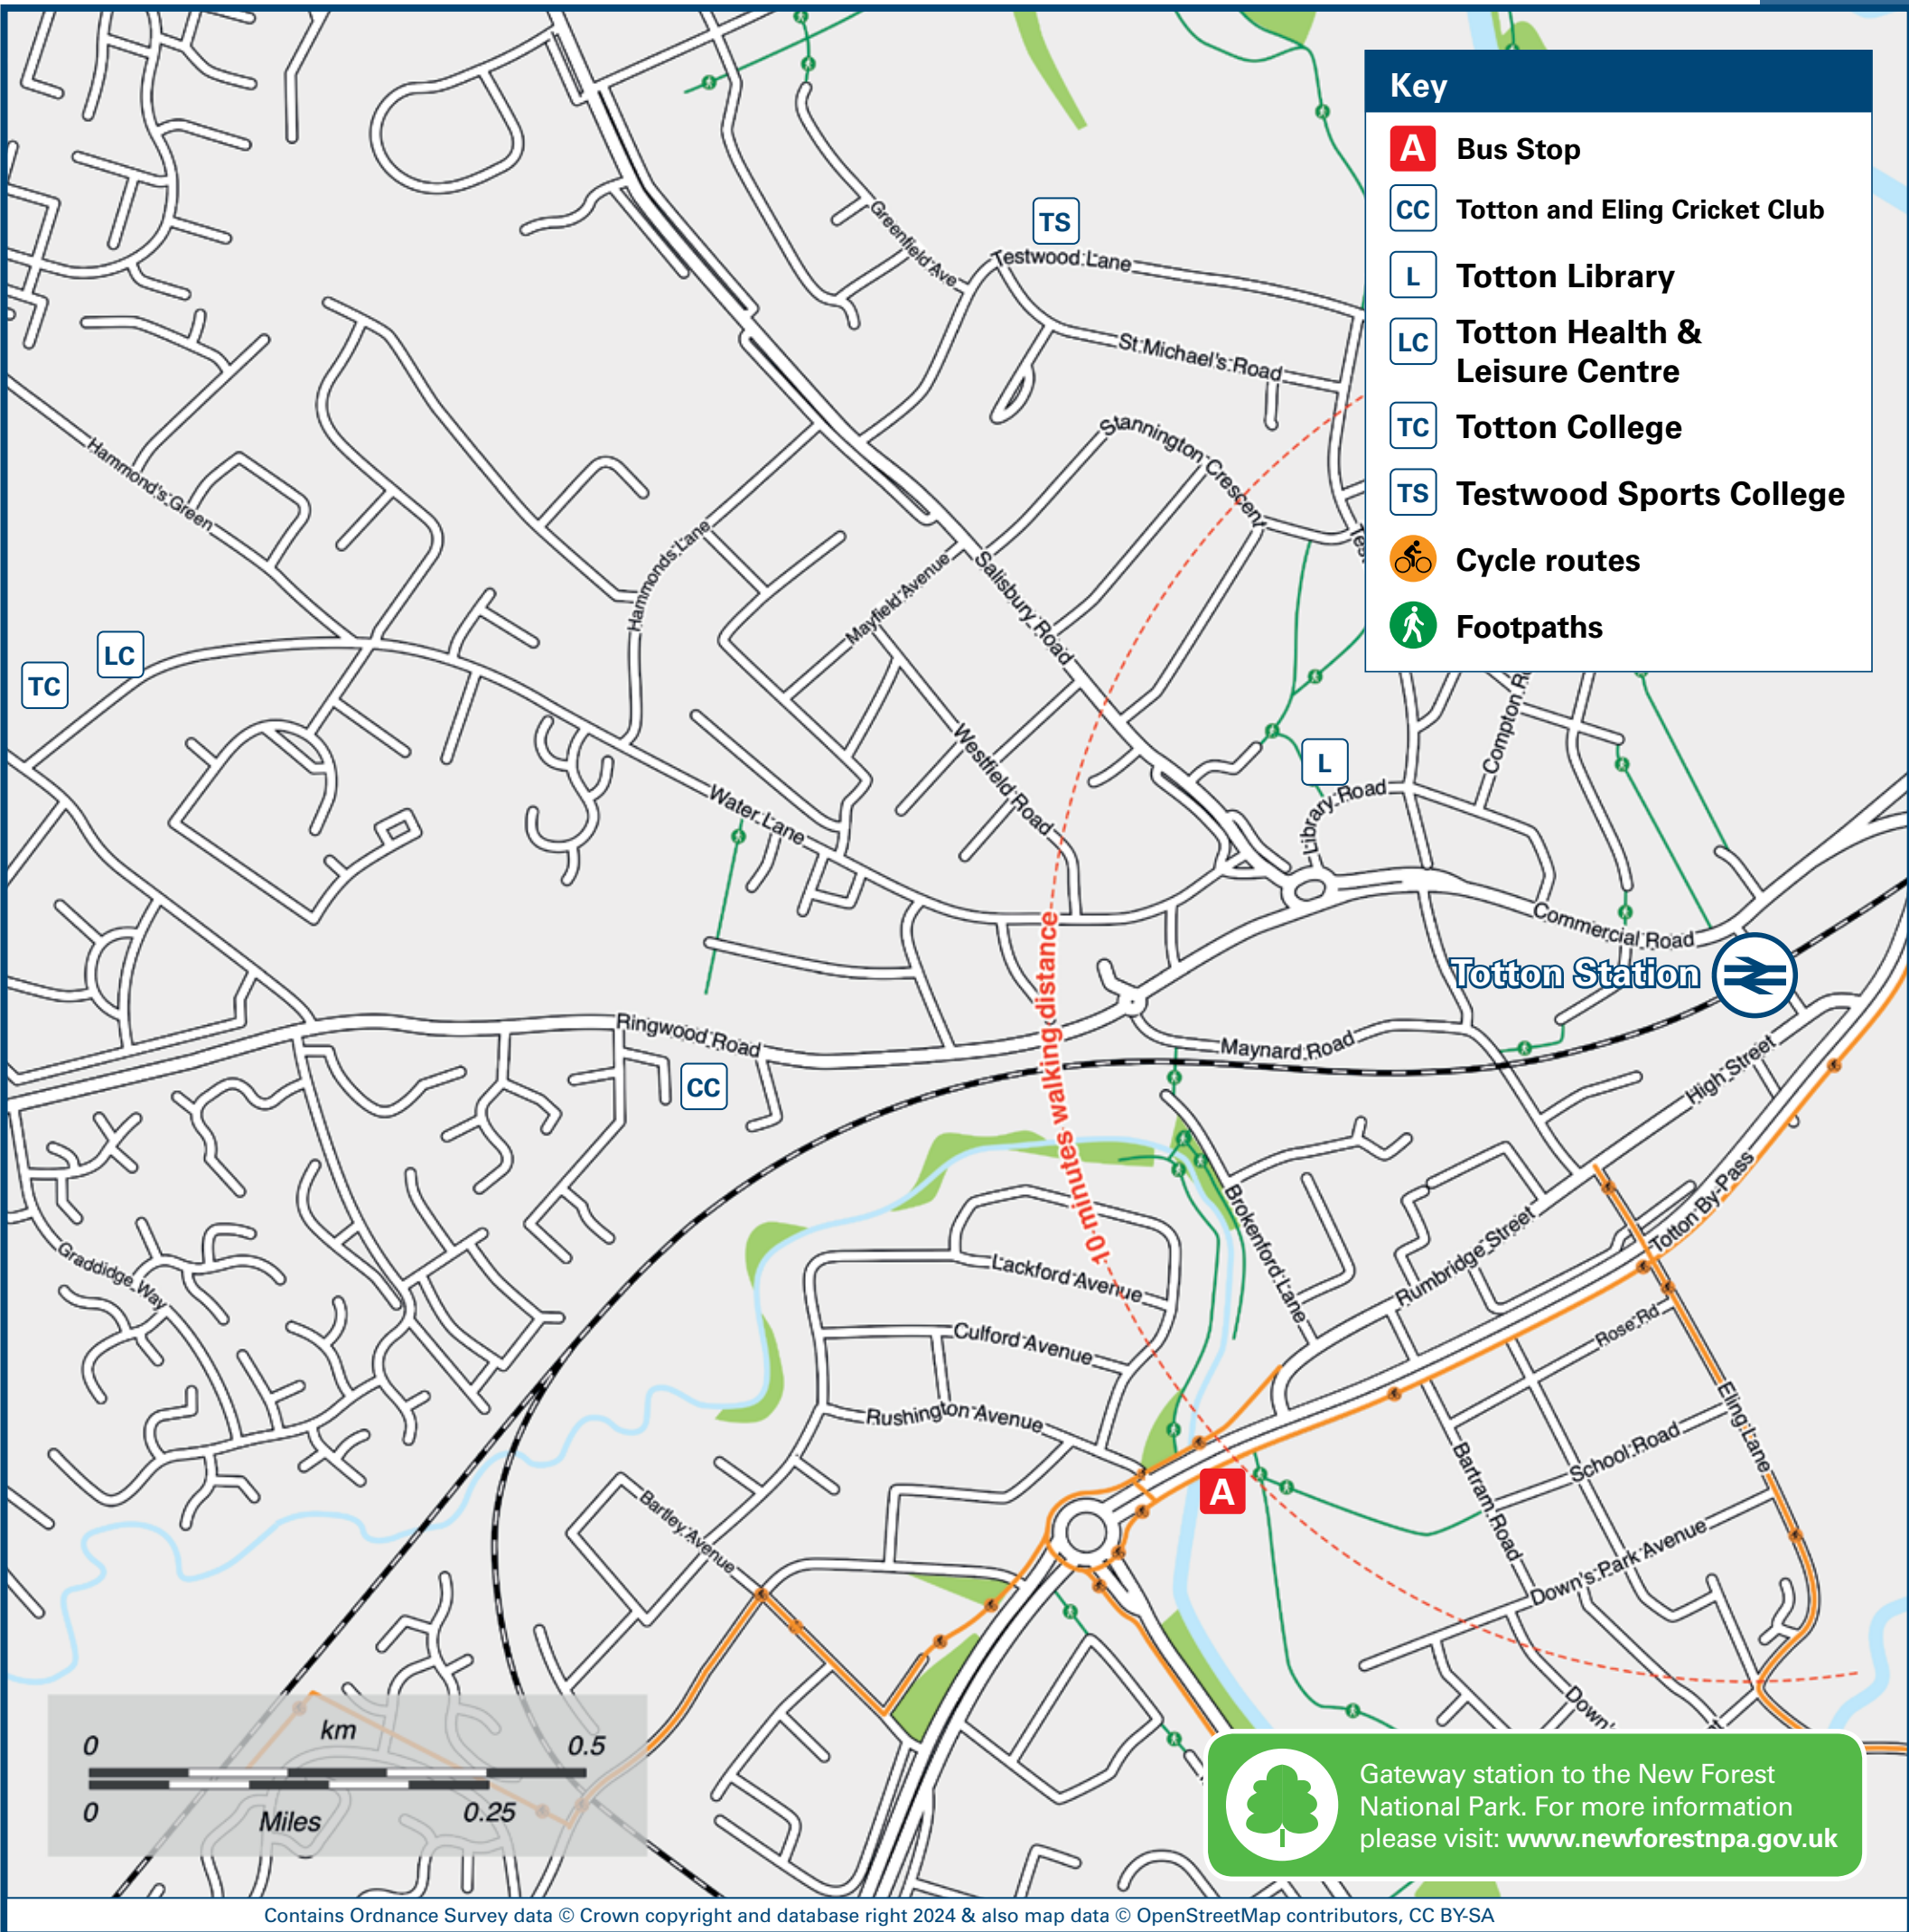 Key
A Bus Stop
CC Totton and Eling Cricket Club
L Totton Library
LC Totton Health &
Leisure Centre
TC Totton College
TS Testwood Sports College
Cycle routes
Footpaths
TS
Greenfield Ave
Testwood Lane
St Michael's Road
Stannington Crescent
Hammond's Green
Hammonds Lane
Mayfield Avenue
Salisbury Road
LC
TC
Compton
L
Westfield Road
Library Road
Water Lane
Commercial Road
Totton Station
Ringwood Road
Maynard Road
CC
10 minutes walking distance
High Street
Brokenford Lane
Totton By-Pass
Rumbridge Street
Graddidge Way
Lackford Avenue
Culford Avenue
Rose Rd
Rushington Avenue
Eling Lane
School Road
Bartram Road
A
Bartley Avenue
Down's Park Avenue
Down'
km
0 0.5
0 0.25
Miles
Gateway station to the New Forest
National Park. For more information
please visit: www.newforestnpa.gov.uk
Contains Ordnance Survey data © Crown copyright and database right 2024 & also map data © OpenStreetMap contributors, CC BY-SA